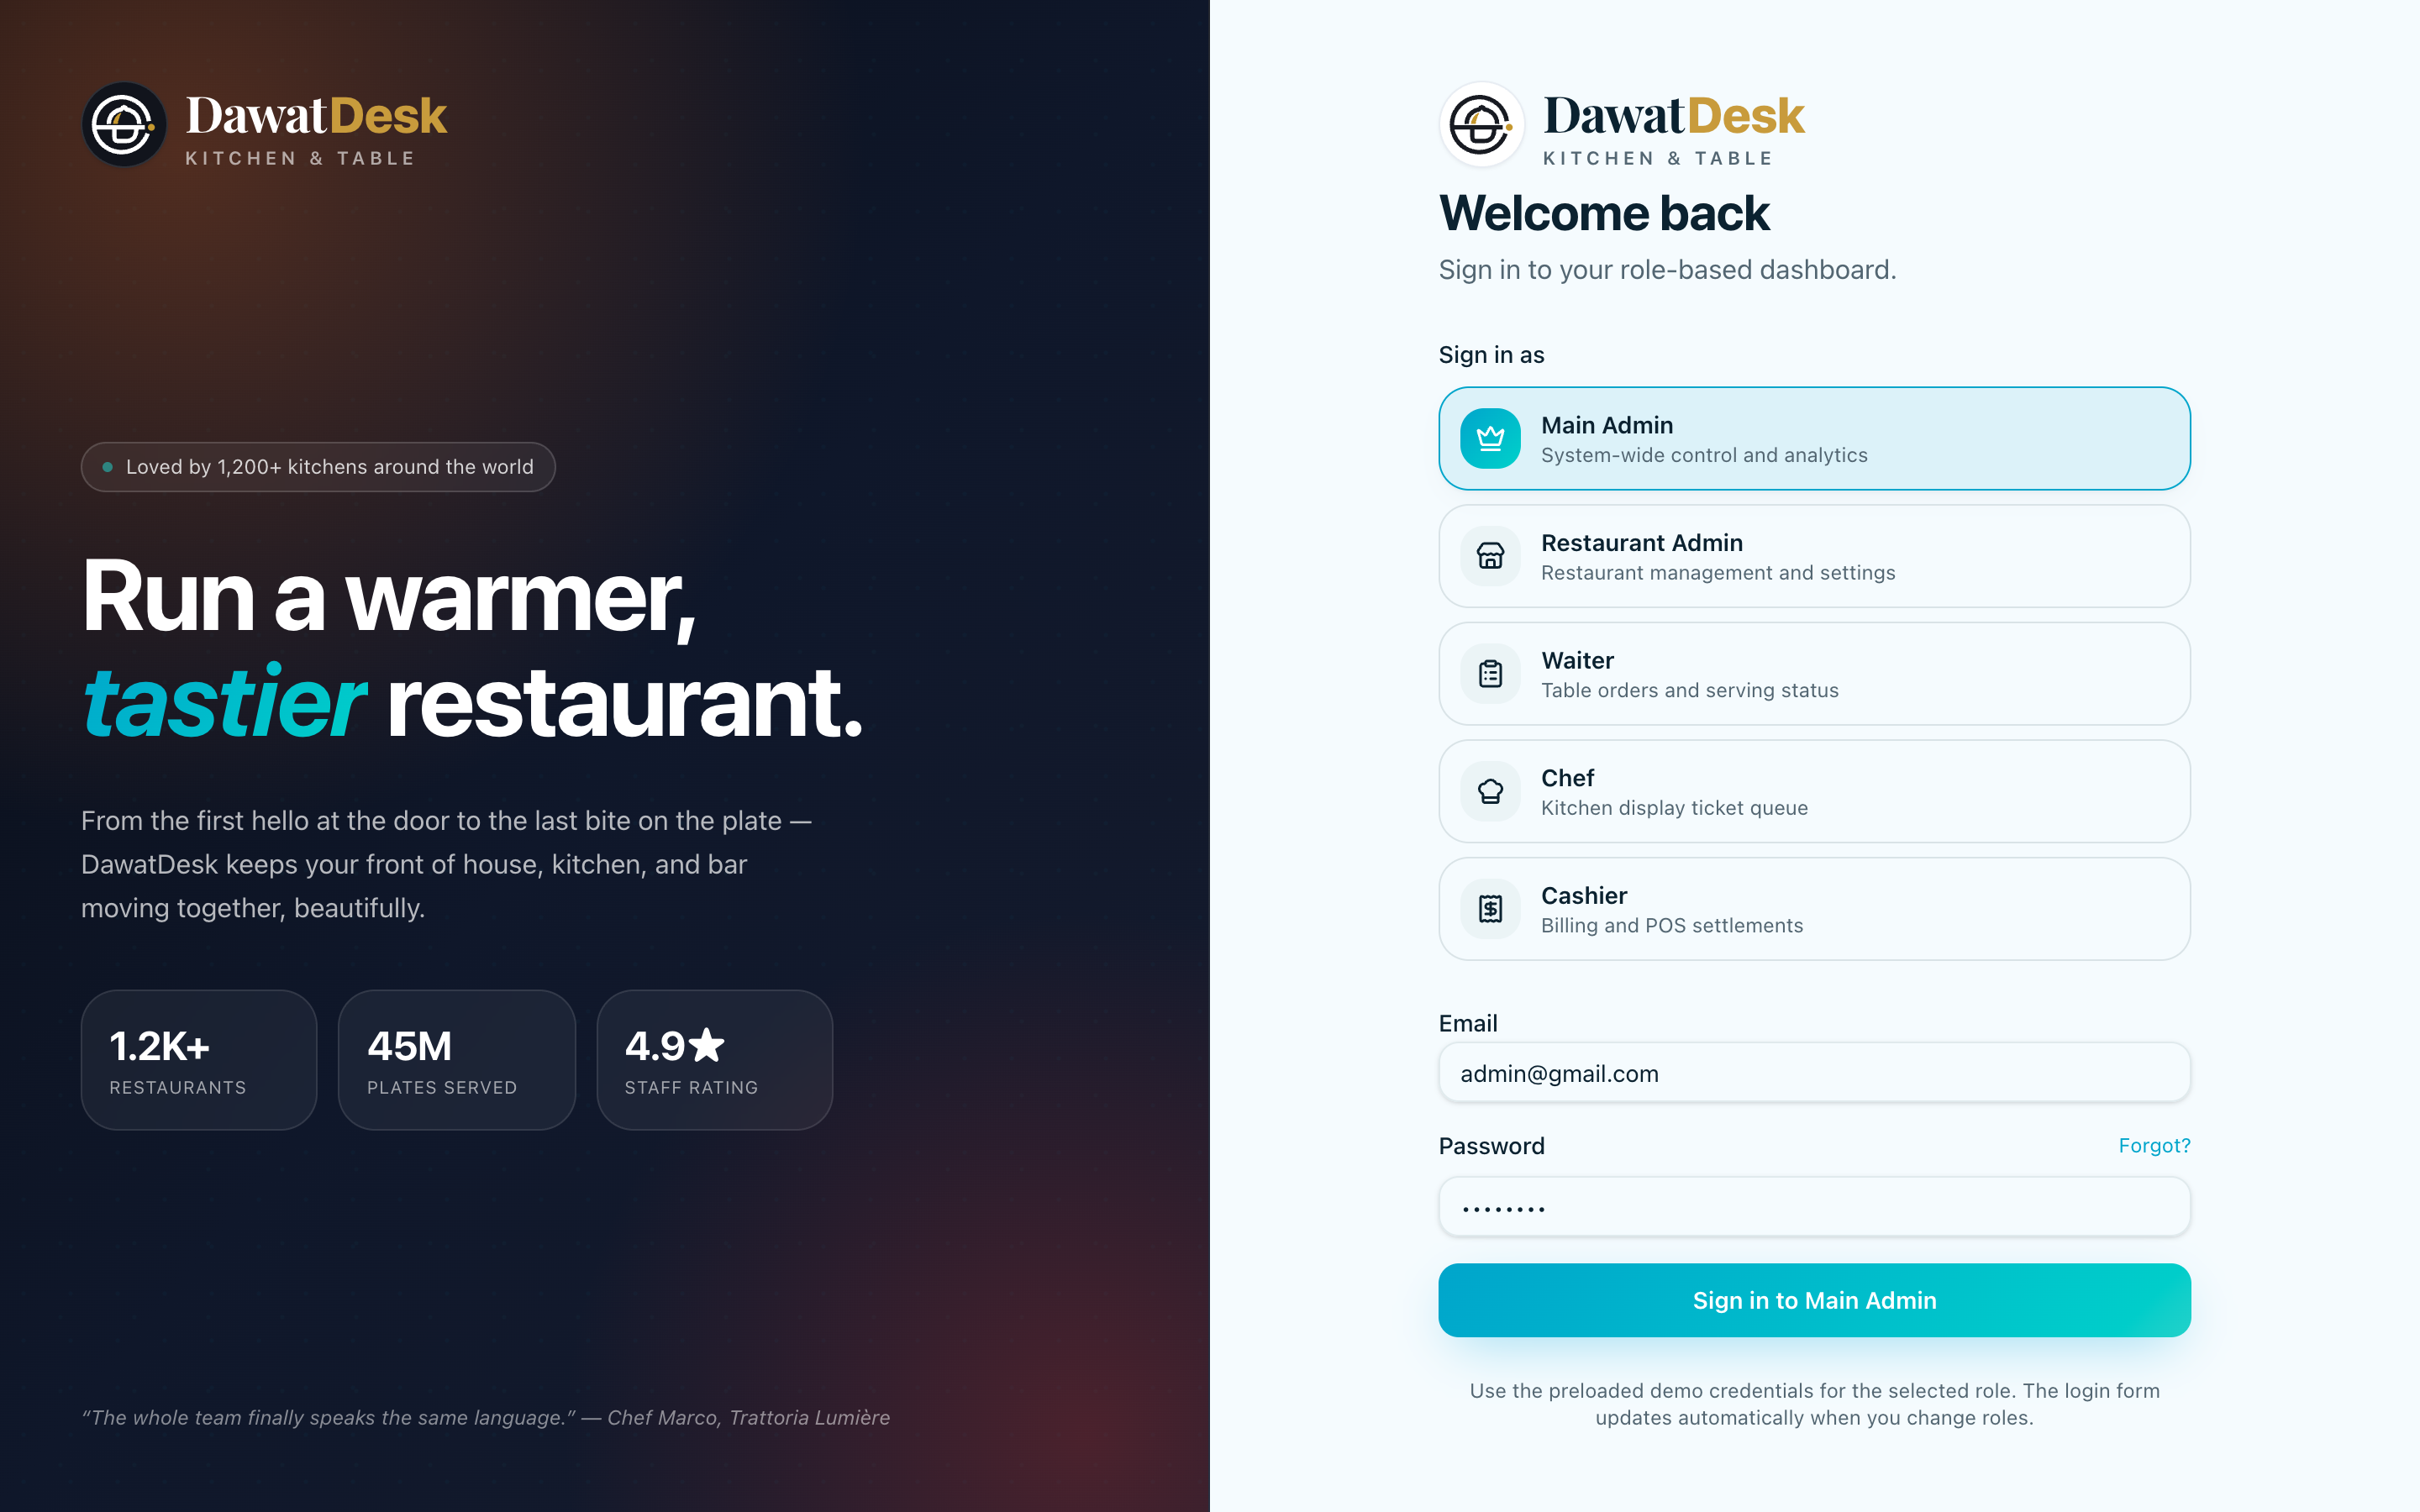 DawatDesk
KITCHEN & TABLE
Loved by 1,200+ kitchens around the world
Run a warmer,
tastier restaurant.
From the first hello at the door to the last bite on the plate —
DawatDesk keeps your front of house, kitchen, and bar
moving together, beautifully.
1.2K+
RESTAURANTS
45M
PLATES SERVED
4.9★
STAFF RATING
“The whole team finally speaks the same language.” — Chef Marco, Trattoria Lumière
DawatDesk
KITCHEN & TABLE
Welcome back
Sign in to your role-based dashboard.
Sign in as
Main Admin
System-wide control and analytics
Restaurant Admin
Restaurant management and settings
Waiter
Table orders and serving status
Chef
Kitchen display ticket queue
Cashier
Billing and POS settlements
Email
admin@gmail.com
Password
Forgot?
••••••••
Sign in to Main Admin
Use the preloaded demo credentials for the selected role. The login form
updates automatically when you change roles.